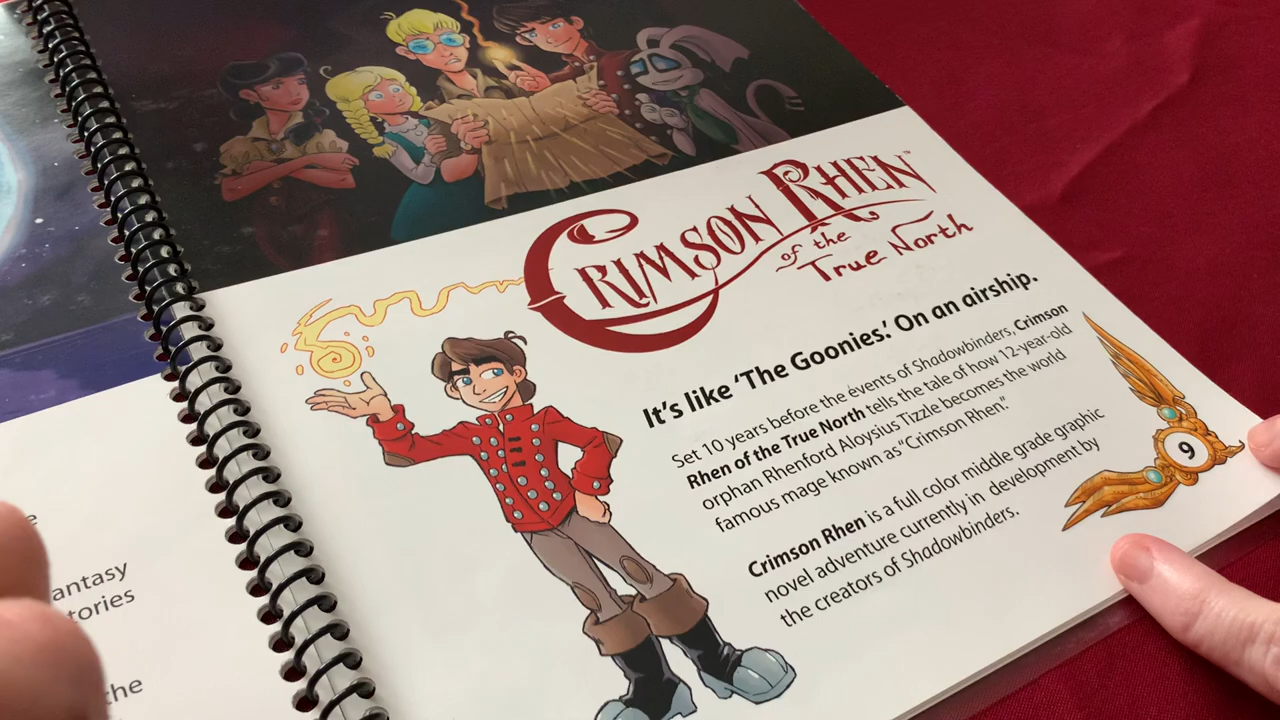 CRIMSON RHEN™
of the
True North
It's like 'The Goonies'. On an airship.
Set 10 years before the events of Shadowbinders, Crimson
Rhen of the True North tells the tale of how 12-year-old
orphan Rhenford Aloysius Tizzle becomes the world
famous mage known as "Crimson Rhen."
Crimson Rhen is a full color middle grade graphic
novel adventure currently in development by
the creators of Shadowbinders.
9
antasy
tories
the